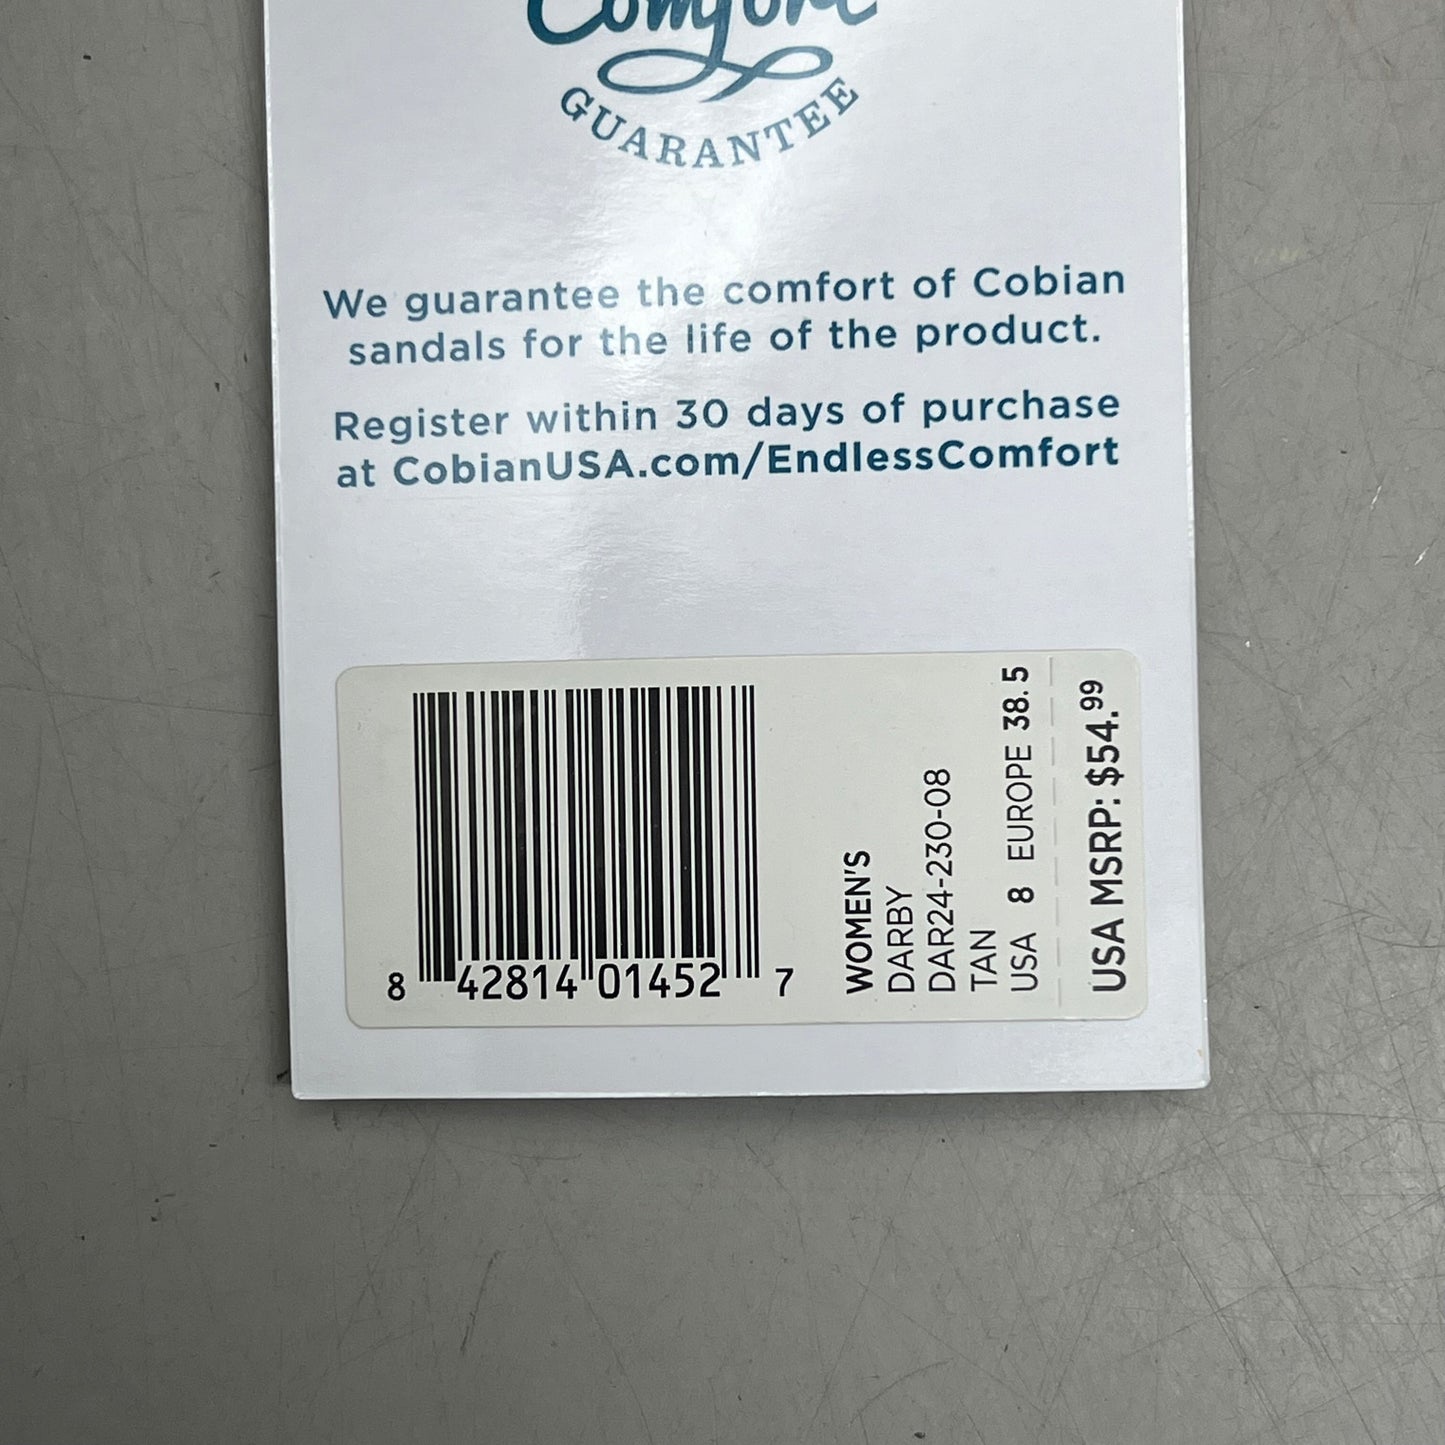 Comfort
GUARANTEE
We guarantee the comfort of Cobian
sandals for the life of the product.
Register within 30 days of purchase
at CobianUSA.com/EndlessComfort
8 42814 01452 7
WOMEN'S
DARBY
DAR24-230-08
TAN
USA 8 EUROPE 38.5
USA MSRP: $54.99